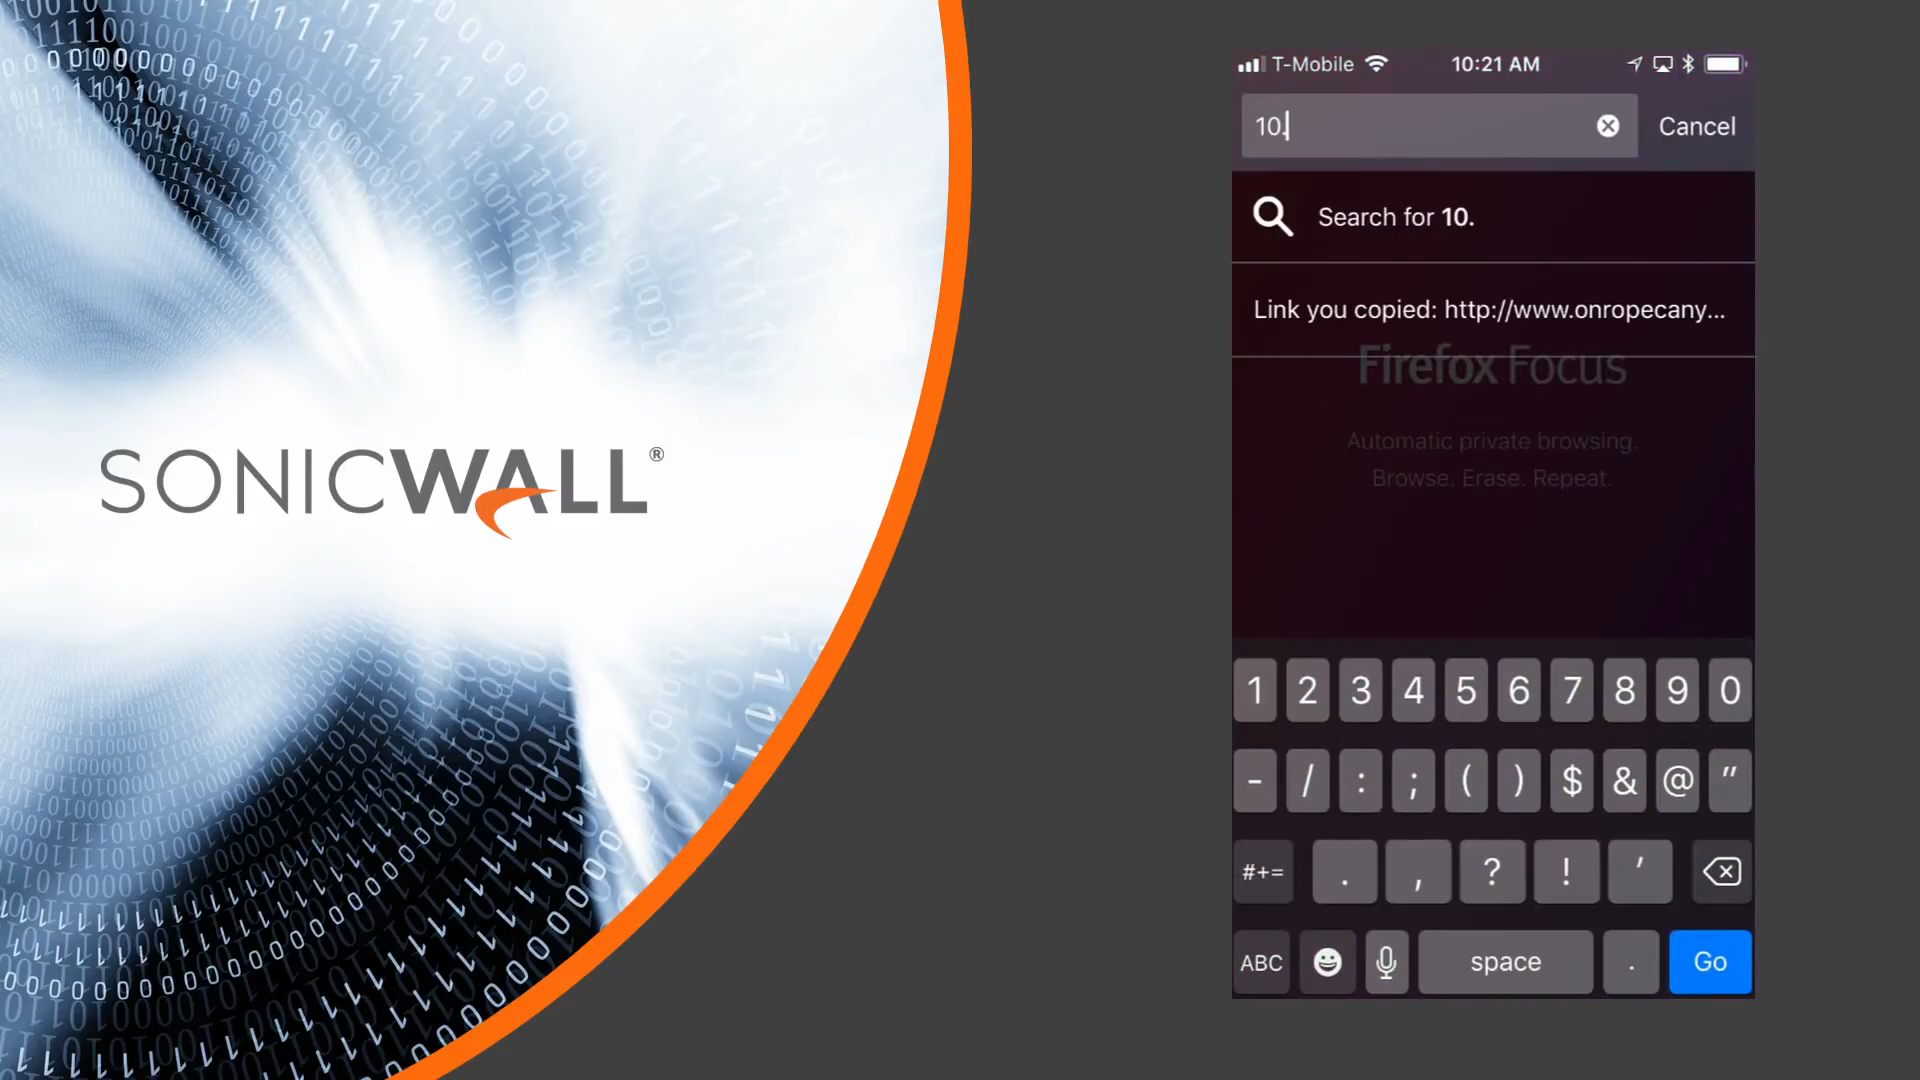 SONICWALL®
T-Mobile 10:21 AM
10. Cancel
Search for 10.
Link you copied: http://www.onropecany...
Firefox Focus
Automatic private browsing.
Browse. Erase. Repeat.
1 2 3 4 5 6 7 8 9 0
- / : ; ( ) $ & @ "
#+= . , ? ! '
ABC space . Go